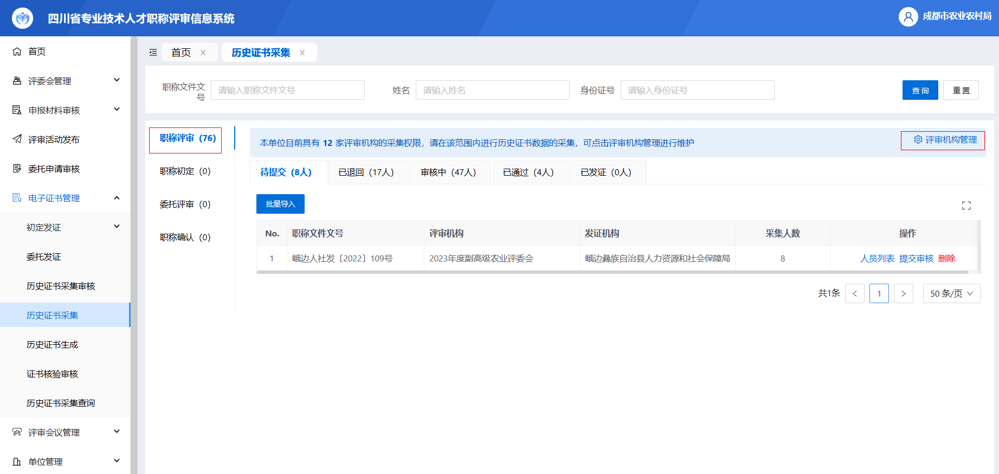 四川省专业技术人才职称评审信息系统
成都市农业农村局
首页
评委会管理
申报材料审核
评审活动发布
委托申请审核
电子证书管理
初定发证
委托发证
历史证书采集审核
历史证书采集
历史证书生成
证书核验审核
历史证书采集查询
评审会议管理
单位管理
首页 x
历史证书采集 x
职称文件文号 请输入职称文件文号
姓名 请输入姓名
身份证号 请输入身份证号
查询 重置
职称评审（76）
职称初定（0）
委托评审（0）
职称确认（0）
本单位目前具有 12 家评审机构的采集权限，请在该范围内进行历史证书数据的采集，可点击评审机构管理进行维护
评审机构管理
待提交（8人） 已退回（17人） 审核中（47人） 已通过（4人） 已发证（0人）
批量导入
No. 职称文件文号 评审机构 发证机构 采集人数 操作
1 峨边人社发〔2022〕109号 2023年度副高级农业评委会 峨边彝族自治县人力资源和社会保障局 8 人员列表 提交审核 删除
共1条 < 1 > 50 条/页